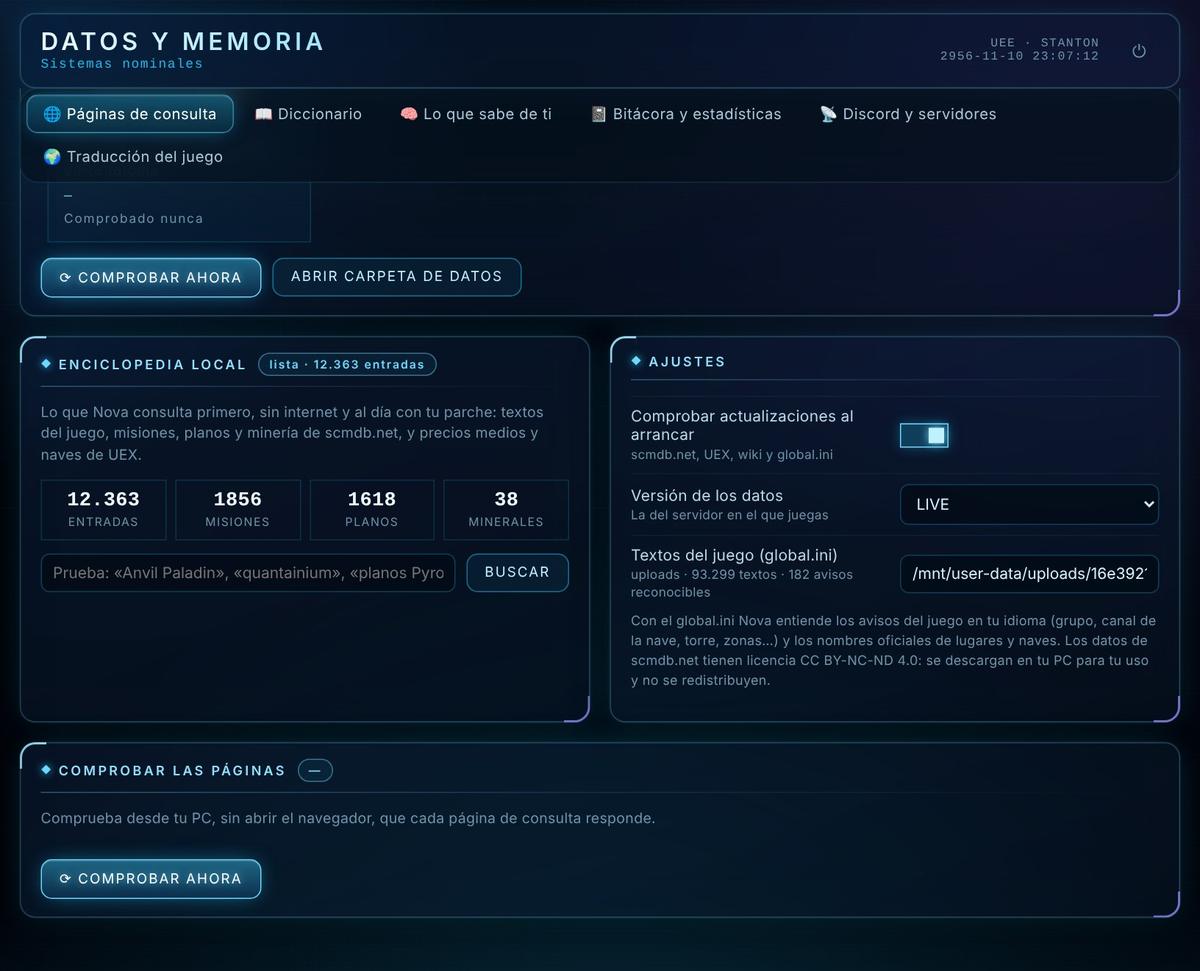 DATOS Y MEMORIA
Sistemas nominales
UEE · STANTON
2956-11-10 23:07:12
🌐 Páginas de consulta
📖 Diccionario
🧠 Lo que sabe de ti
📓 Bitácora y estadísticas
📡 Discord y servidores
🌍 Traducción del juego
—
Comprobado nunca
⟳ COMPROBAR AHORA
ABRIR CARPETA DE DATOS
ENCICLOPEDIA LOCAL
lista · 12.363 entradas
Lo que Nova consulta primero, sin internet y al día con tu parche: textos
del juego, misiones, planos y minería de scmdb.net, y precios medios y
naves de UEX.
12.363
ENTRADAS
1856
MISIONES
1618
PLANOS
38
MINERALES
Prueba: «Anvil Paladin», «quantainium», «planos Pyro
BUSCAR
AJUSTES
Comprobar actualizaciones al
arrancar
scmdb.net, UEX, wiki y global.ini
Versión de los datos
La del servidor en el que juegas
LIVE
Textos del juego (global.ini)
uploads · 93.299 textos · 182 avisos
reconocibles
/mnt/user-data/uploads/16e392
Con el global.ini Nova entiende los avisos del juego en tu idioma (grupo, canal de
la nave, torre, zonas…) y los nombres oficiales de lugares y naves. Los datos de
scmdb.net tienen licencia CC BY-NC-ND 4.0: se descargan en tu PC para tu uso
y no se redistribuyen.
COMPROBAR LAS PÁGINAS
—
Comprueba desde tu PC, sin abrir el navegador, que cada página de consulta responde.
⟳ COMPROBAR AHORA